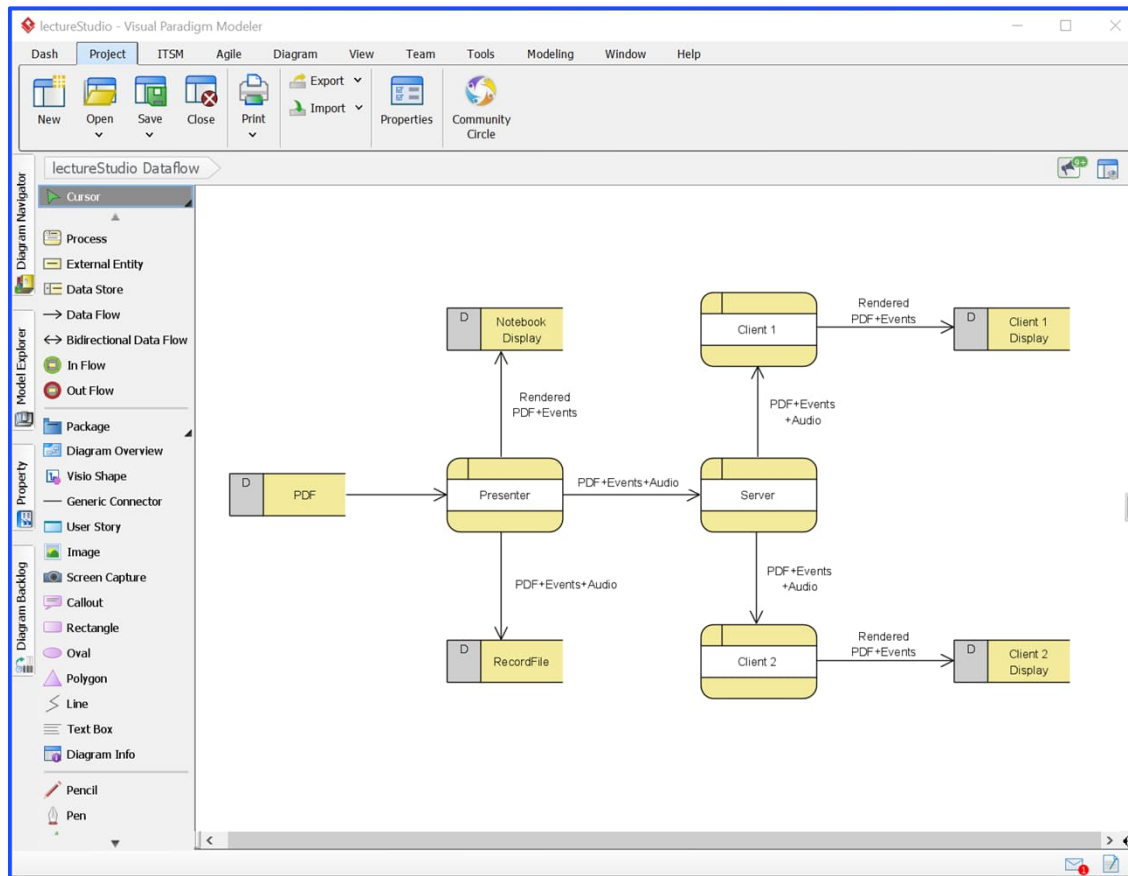 lectureStudio - Visual Paradigm Modeler
Dash Project ITSM Agile Diagram View Team Tools Modeling Window Help
New
Open
Save
Close
Print
Export
Import
Properties
Community
Circle
Diagram Navigator
Model Explorer
Property
Diagram Backlog
lectureStudio Dataflow
9+
Cursor
Process
External Entity
Data Store
Data Flow
Bidirectional Data Flow
In Flow
Out Flow
Package
Diagram Overview
Visio Shape
Generic Connector
User Story
Image
Screen Capture
Callout
Rectangle
Oval
Polygon
Line
Text Box
Diagram Info
Pencil
Pen
D
Notebook
Display
Client 1
Rendered
PDF+Events
D
Client 1
Display
Rendered
PDF+Events
PDF+Events
+Audio
D
PDF
Presenter
PDF+Events+Audio
Server
PDF+Events+Audio
PDF+Events
+Audio
D
RecordFile
Client 2
Rendered
PDF+Events
D
Client 2
Display
1